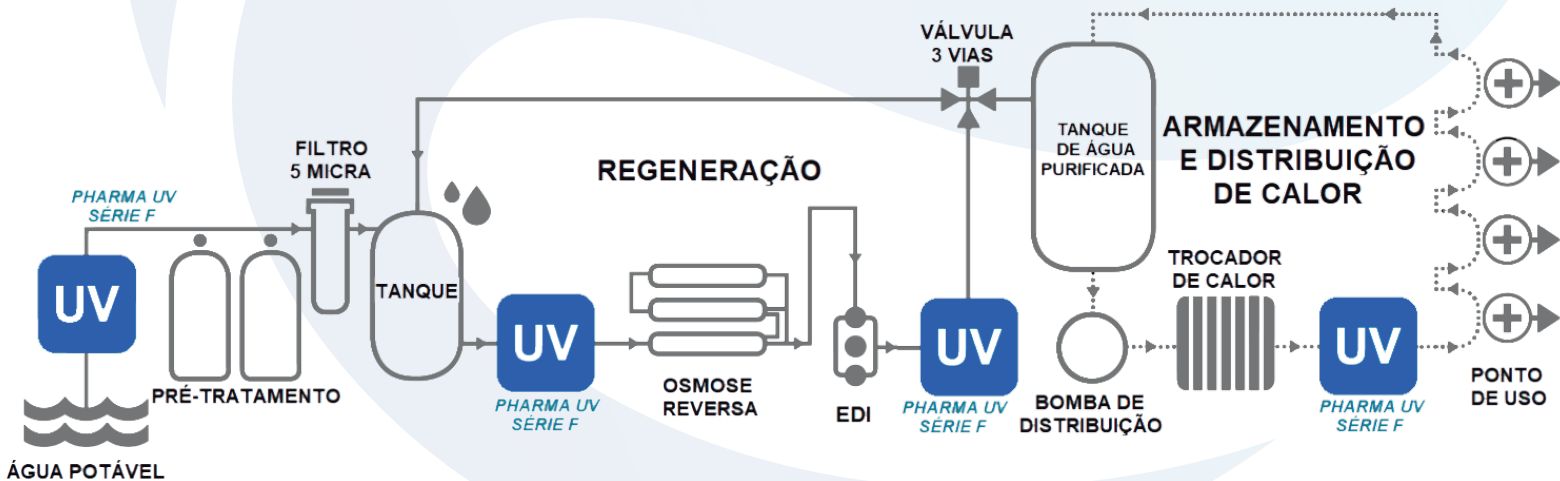 VÁLVULA
3 VIAS
TANQUE
DE ÁGUA
PURIFICADA
ARMAZENAMENTO
E DISTRIBUIÇÃO
DE CALOR
FILTRO
5 MICRA
REGENERAÇÃO
PHARMA UV
SÉRIE F
UV
TANQUE
TROCADOR
DE CALOR
UV
UV
UV
PRÉ-TRATAMENTO
OSMOSE
REVERSA
EDI
PHARMA UV
SÉRIE F
PHARMA UV
SÉRIE F
BOMBA DE
DISTRIBUIÇÃO
PHARMA UV
SÉRIE F
PONTO
DE USO
ÁGUA POTÁVEL